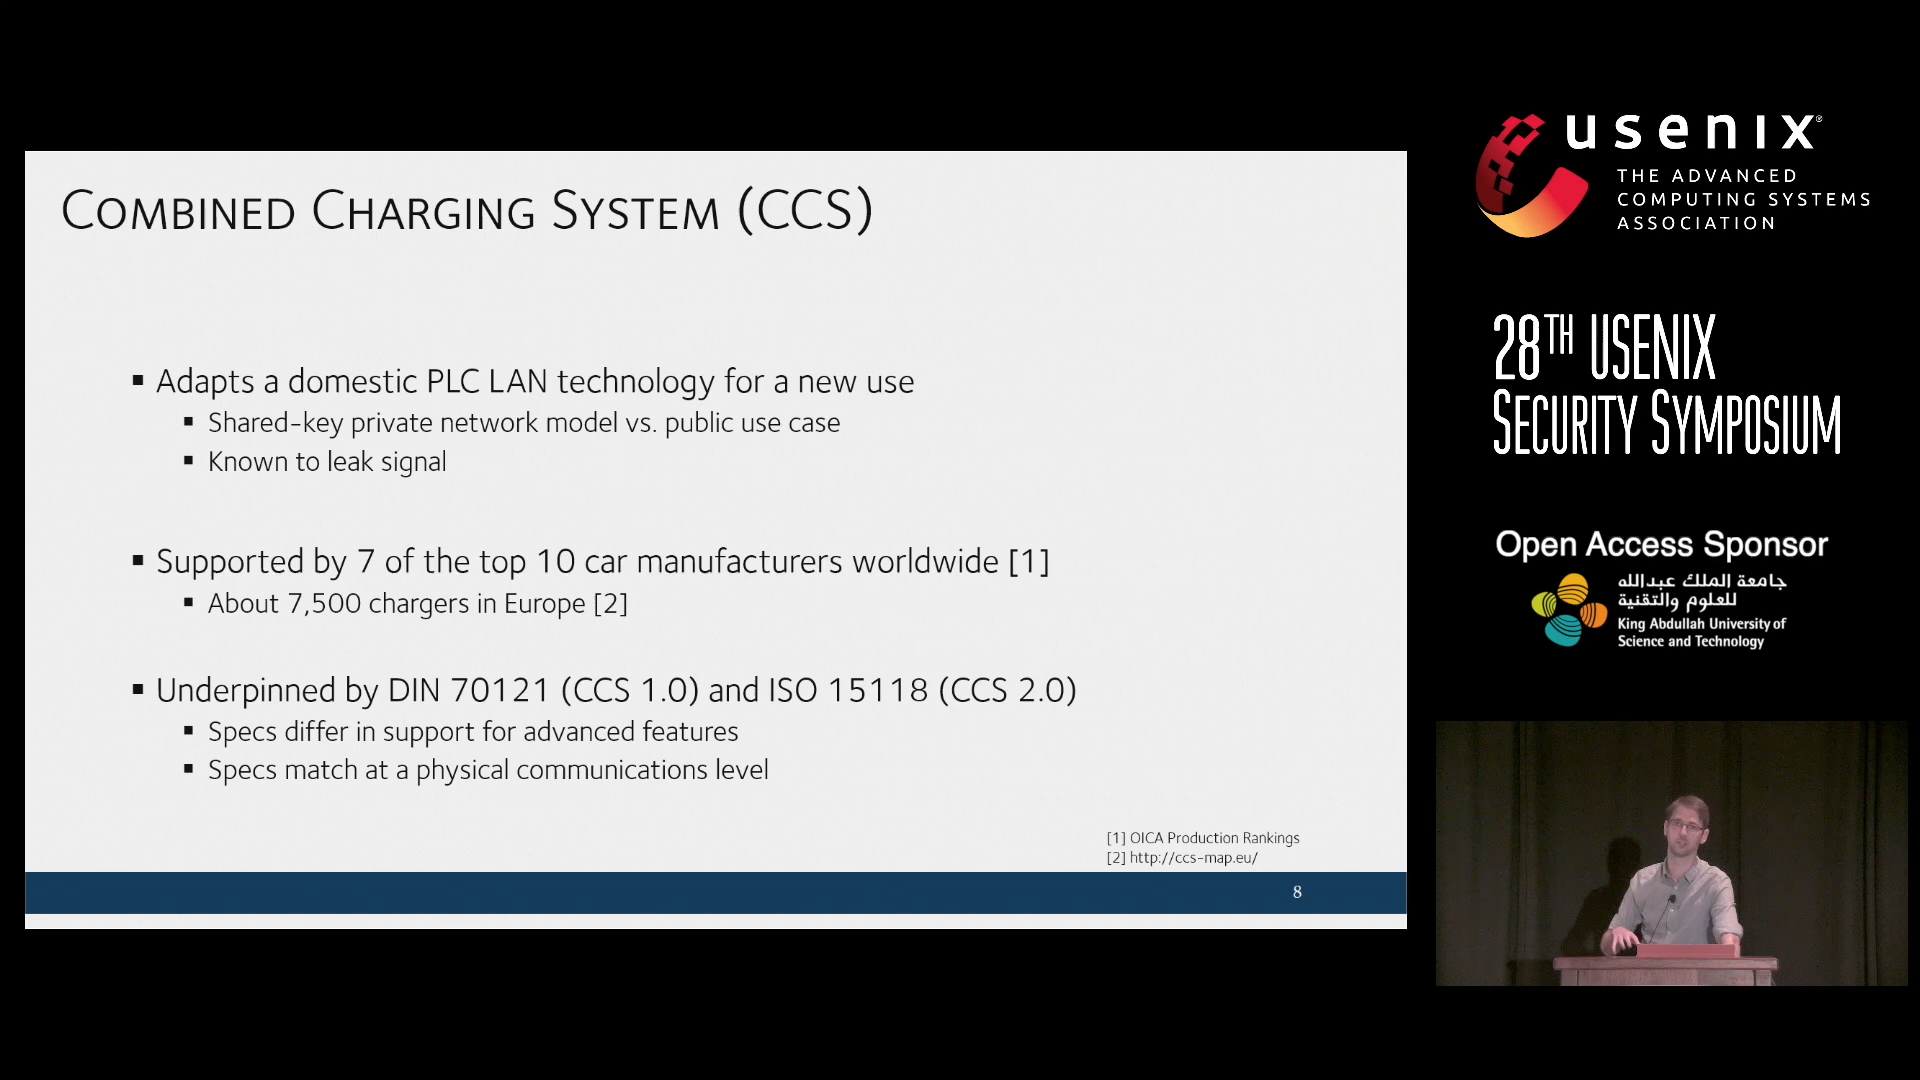 COMBINED CHARGING SYSTEM (CCS)
▪ Adapts a domestic PLC LAN technology for a new use
▪ Shared-key private network model vs. public use case
▪ Known to leak signal
▪ Supported by 7 of the top 10 car manufacturers worldwide [1]
▪ About 7,500 chargers in Europe [2]
▪ Underpinned by DIN 70121 (CCS 1.0) and ISO 15118 (CCS 2.0)
▪ Specs differ in support for advanced features
▪ Specs match at a physical communications level
[1] OICA Production Rankings
[2] http://ccs-map.eu/
8
usenix®
THE ADVANCED
COMPUTING SYSTEMS
ASSOCIATION
28TH USENIX
SECURITY SYMPOSIUM
Open Access Sponsor
جامعة الملك عبدالله
للعلوم والتقنية
King Abdullah University of
Science and Technology